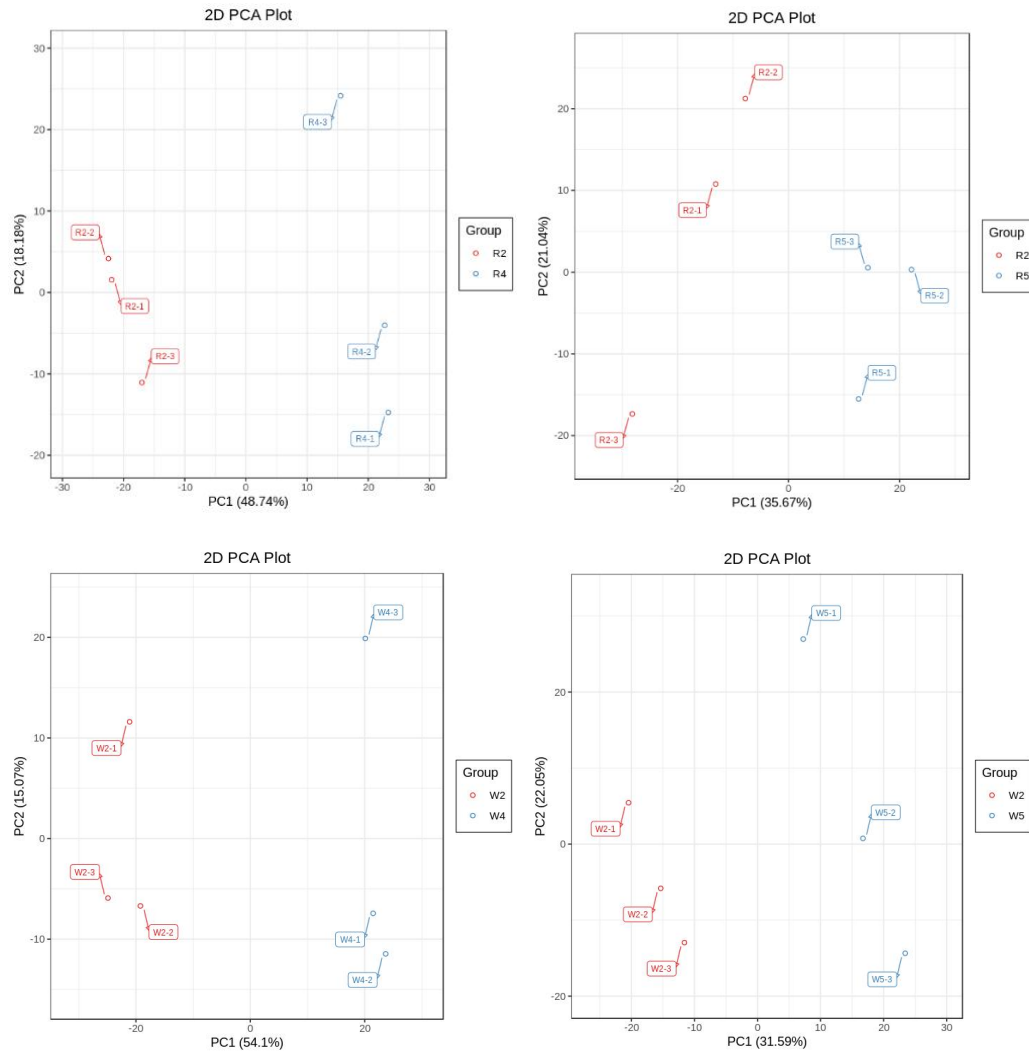 2D PCA Plot
30
20
10
0
-10
-20
PC2 (18.18%)
R4-3
R2-2
R2-1
R2-3
R4-2
R4-1
-30
-20
-10
0
10
20
30
PC1 (48.74%)
Group
R2
R4
2D PCA Plot
20
10
0
-10
-20
PC2 (21.04%)
R2-2
R2-1
R5-3
R5-2
R5-1
R2-3
-20
0
20
PC1 (35.67%)
Group
R2
R5
2D PCA Plot
20
10
0
-10
PC2 (15.07%)
W4-3
W2-1
W2-3
W2-2
W4-1
W4-2
-20
0
20
PC1 (54.1%)
Group
W2
W4
2D PCA Plot
20
0
-20
PC2 (22.05%)
W5-1
W5-2
W2-1
W2-2
W2-3
W5-3
-20
-10
0
10
20
30
PC1 (31.59%)
Group
W2
W5